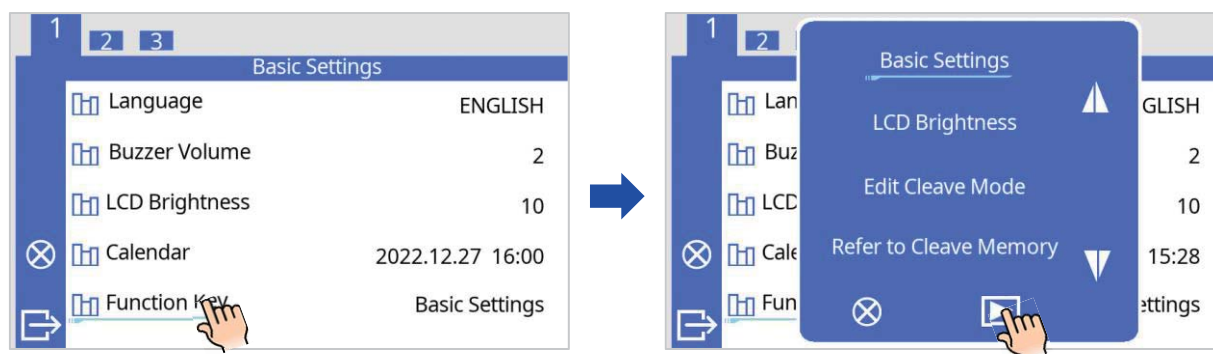 1
2 3
Basic Settings
Language ENGLISH
Buzzer Volume 2
LCD Brightness 10
Calendar 2022.12.27 16:00
Function Key Basic Settings
1
2
Lan GLISH
Buz 2
LCD 10
Cale 15:28
Fun ettings
Basic Settings
LCD Brightness
Edit Cleave Mode
Refer to Cleave Memory